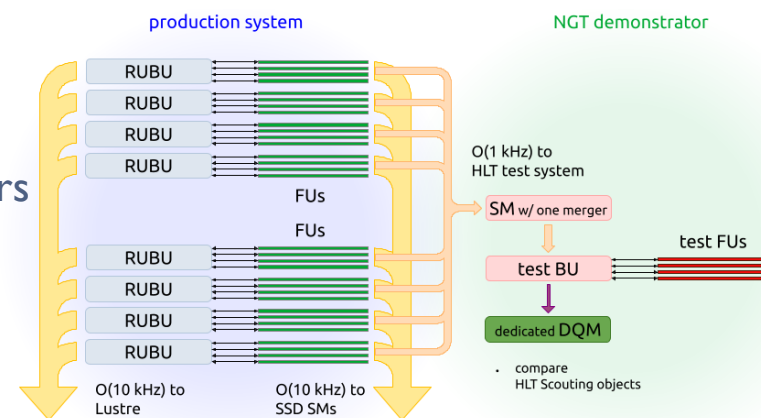 production system
NGT demonstrator
RUBU
RUBU
RUBU
RUBU
rs
FUs
FUs
RUBU
RUBU
RUBU
RUBU
O(10 kHz) to
Lustre
O(10 kHz) to
SSD SMs
O(1 kHz) to
HLT test system
SM w/ one merger
test BU
test FUs
dedicated DQM
• compare
HLT Scouting objects